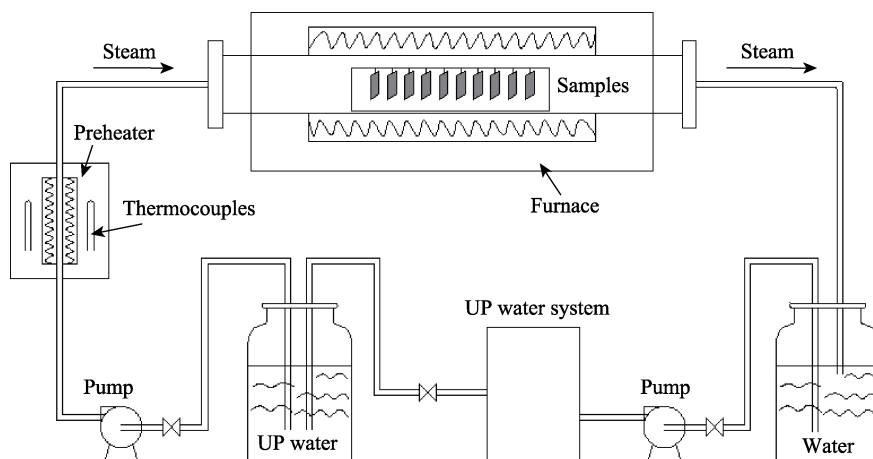 Steam
Steam
Samples
Preheater
Furnace
Thermocouples
UP water system
Pump
Pump
UP water
Water